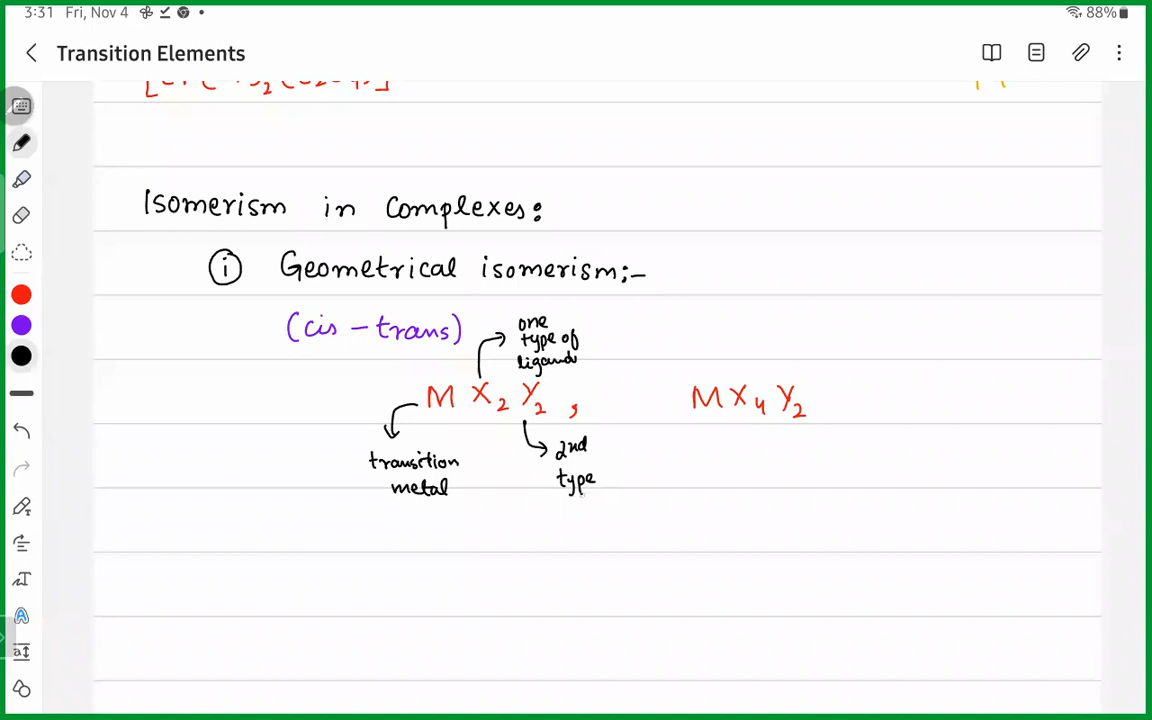 3:31 Fri, Nov 4 88%
Transition Elements
Isomerism in Complexes:
i Geometrical isomerism:-
(cis - trans)
one
type of
ligands
M X2 Y2 , M X4 Y2
transition
metal
2nd
type